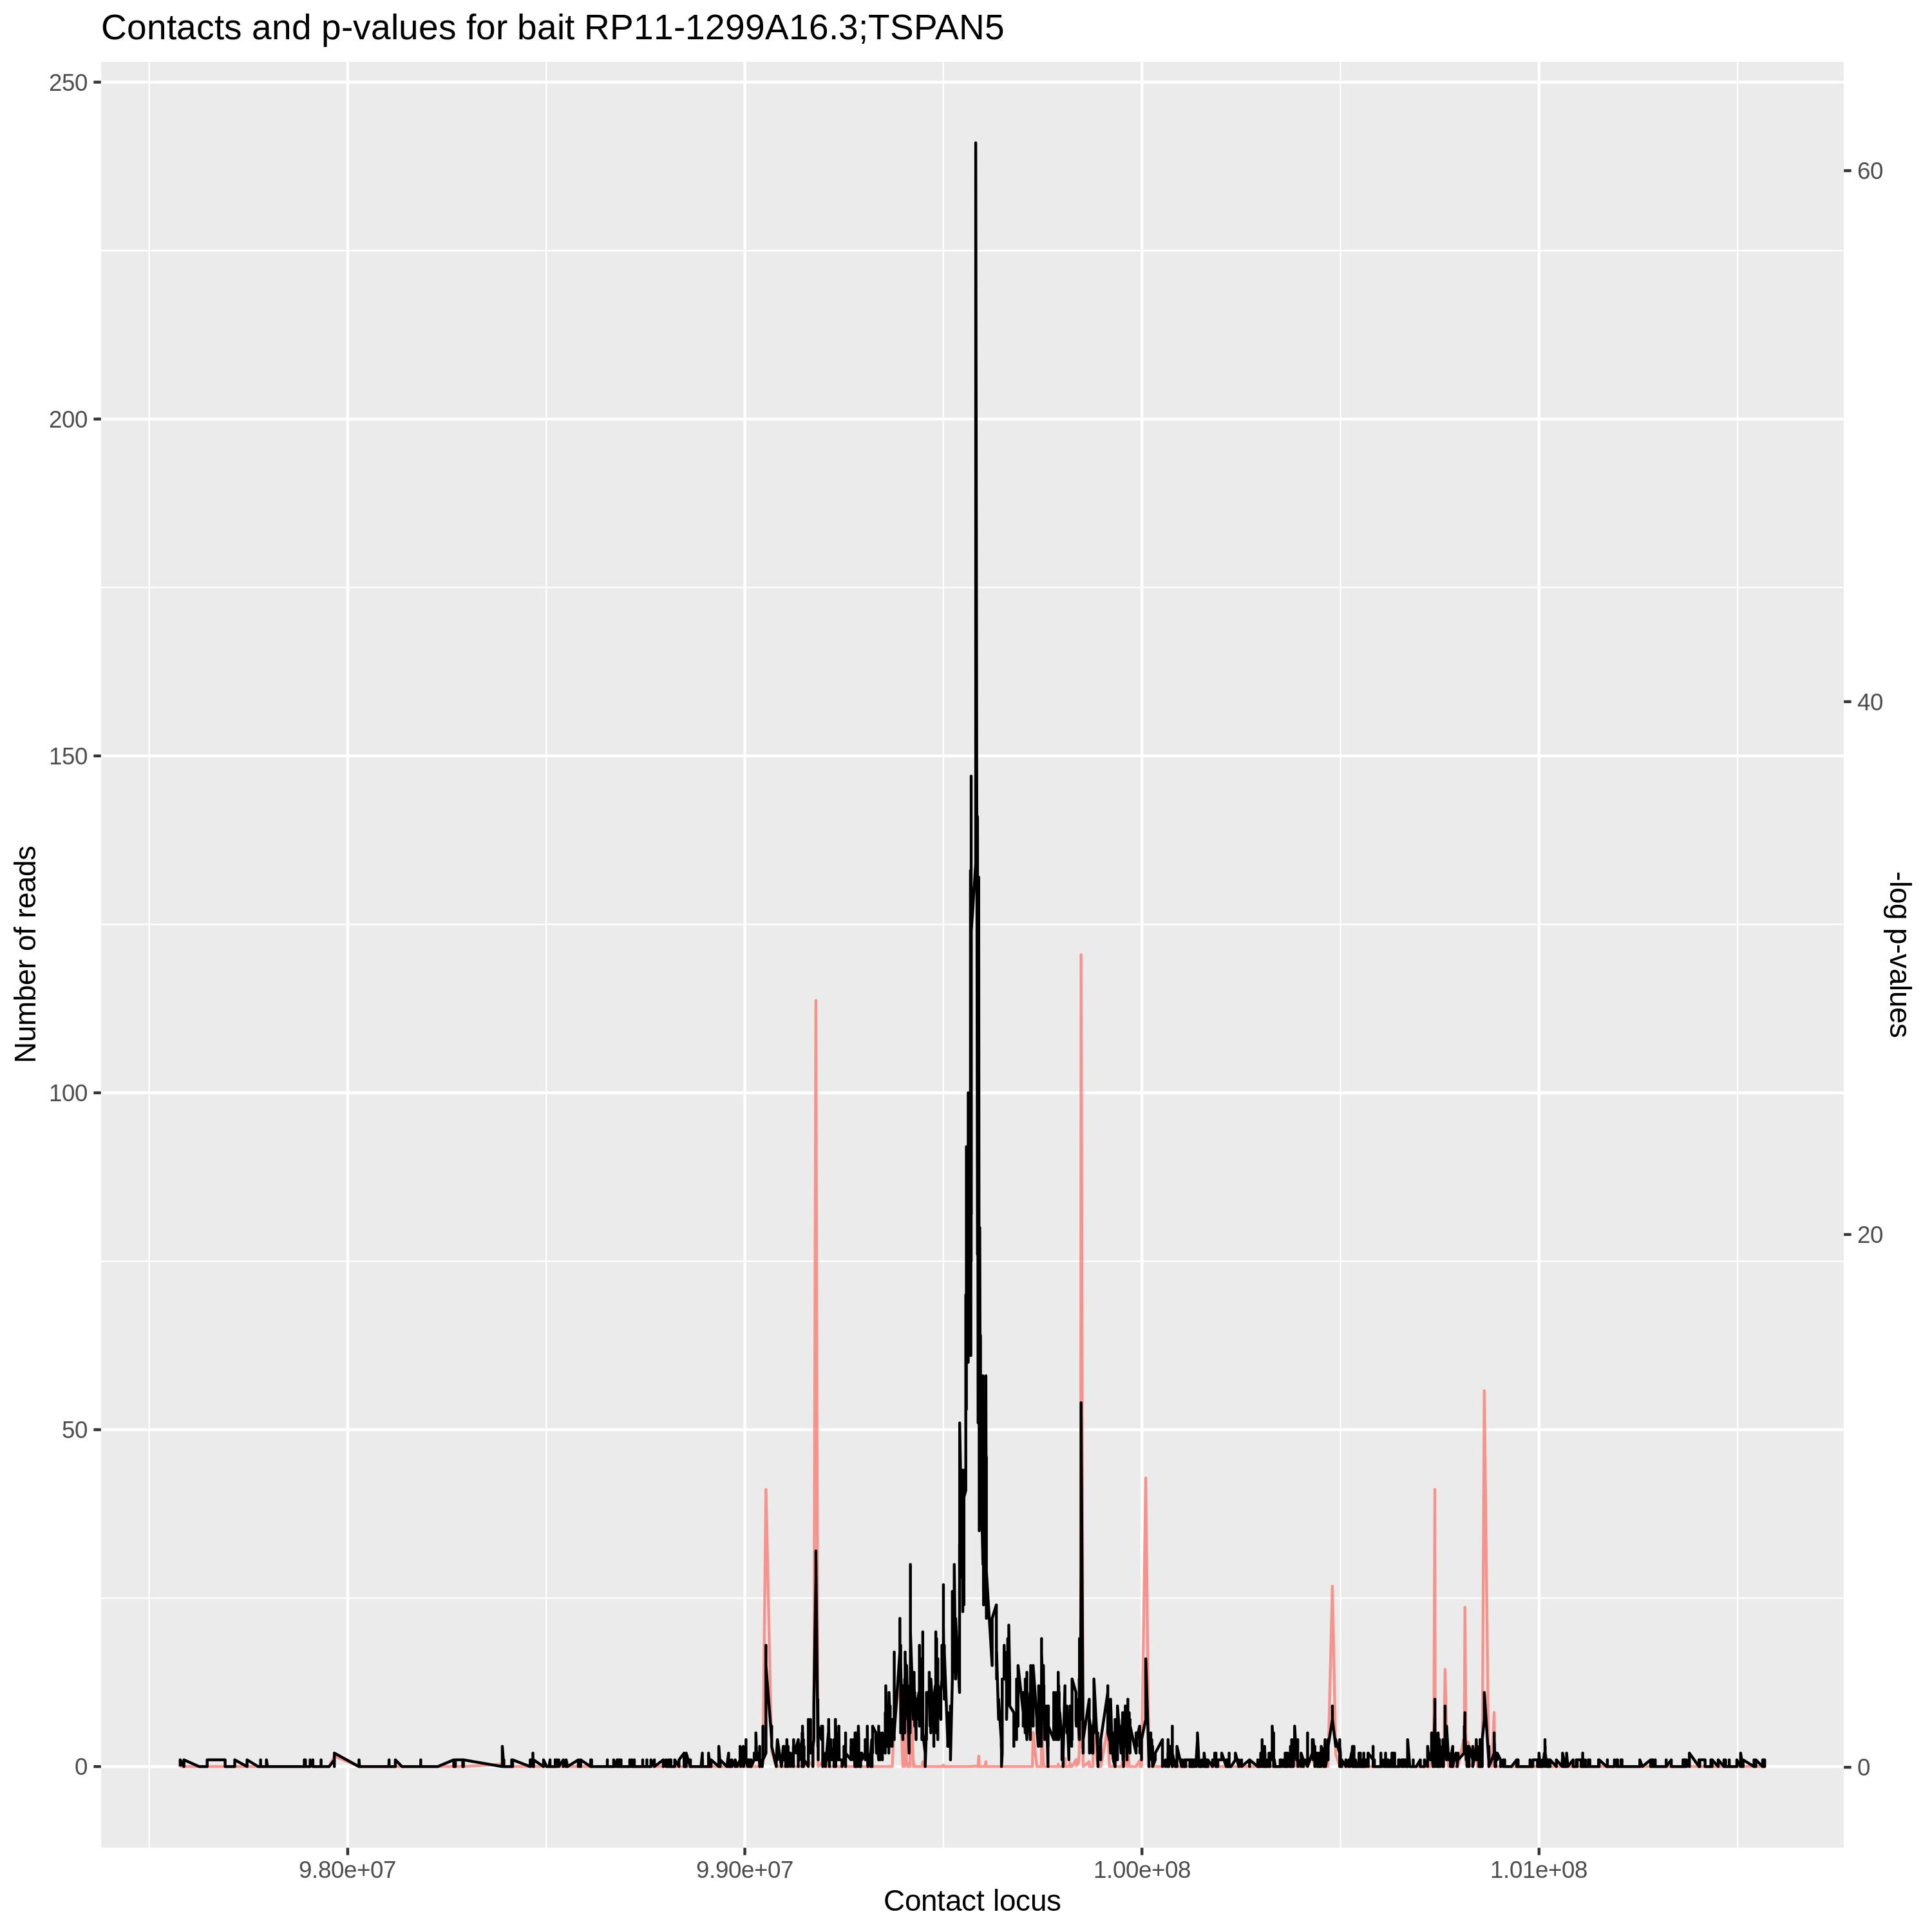 Contacts and p-values for bait RP11-1299A16.3;TSPAN5
250
200
150
100
50
0
Number of reads
60
40
20
0
-log p-values
9.80e+07 9.90e+07 1.00e+08 1.01e+08
Contact locus